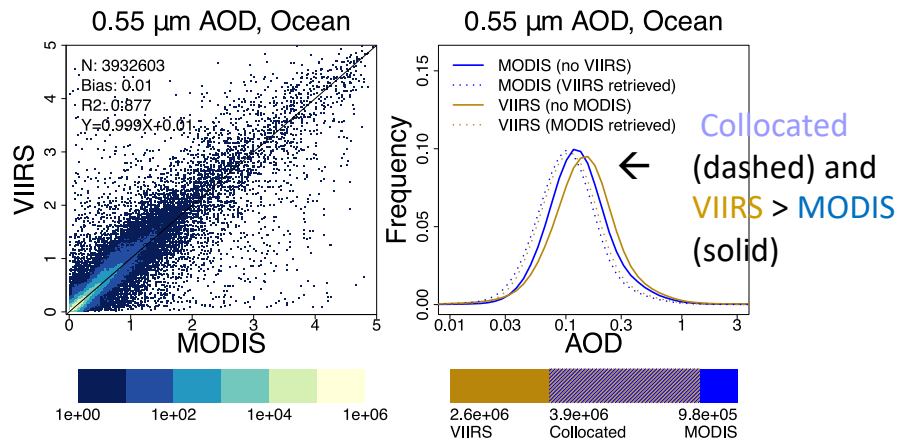 0.55 µm AOD, Ocean
N: 3932603
Bias: 0.01
R2: 0.877
Y=0.999X+0.01
VIIRS
0 1 2 3 4 5
0 1 2 3 4 5
MODIS
1e+00 1e+02 1e+04 1e+06
0.55 µm AOD, Ocean
MODIS (no VIIRS)
MODIS (VIIRS retrieved)
VIIRS (no MODIS)
VIIRS (MODIS retrieved)
Frequency
0.00 0.05 0.10 0.15
0.01 0.03 0.1 0.3 1 3
AOD
2.6e+06 3.9e+06 9.8e+05
VIIRS Collocated MODIS
← Collocated
(dashed) and
VIIRS > MODIS
(solid)